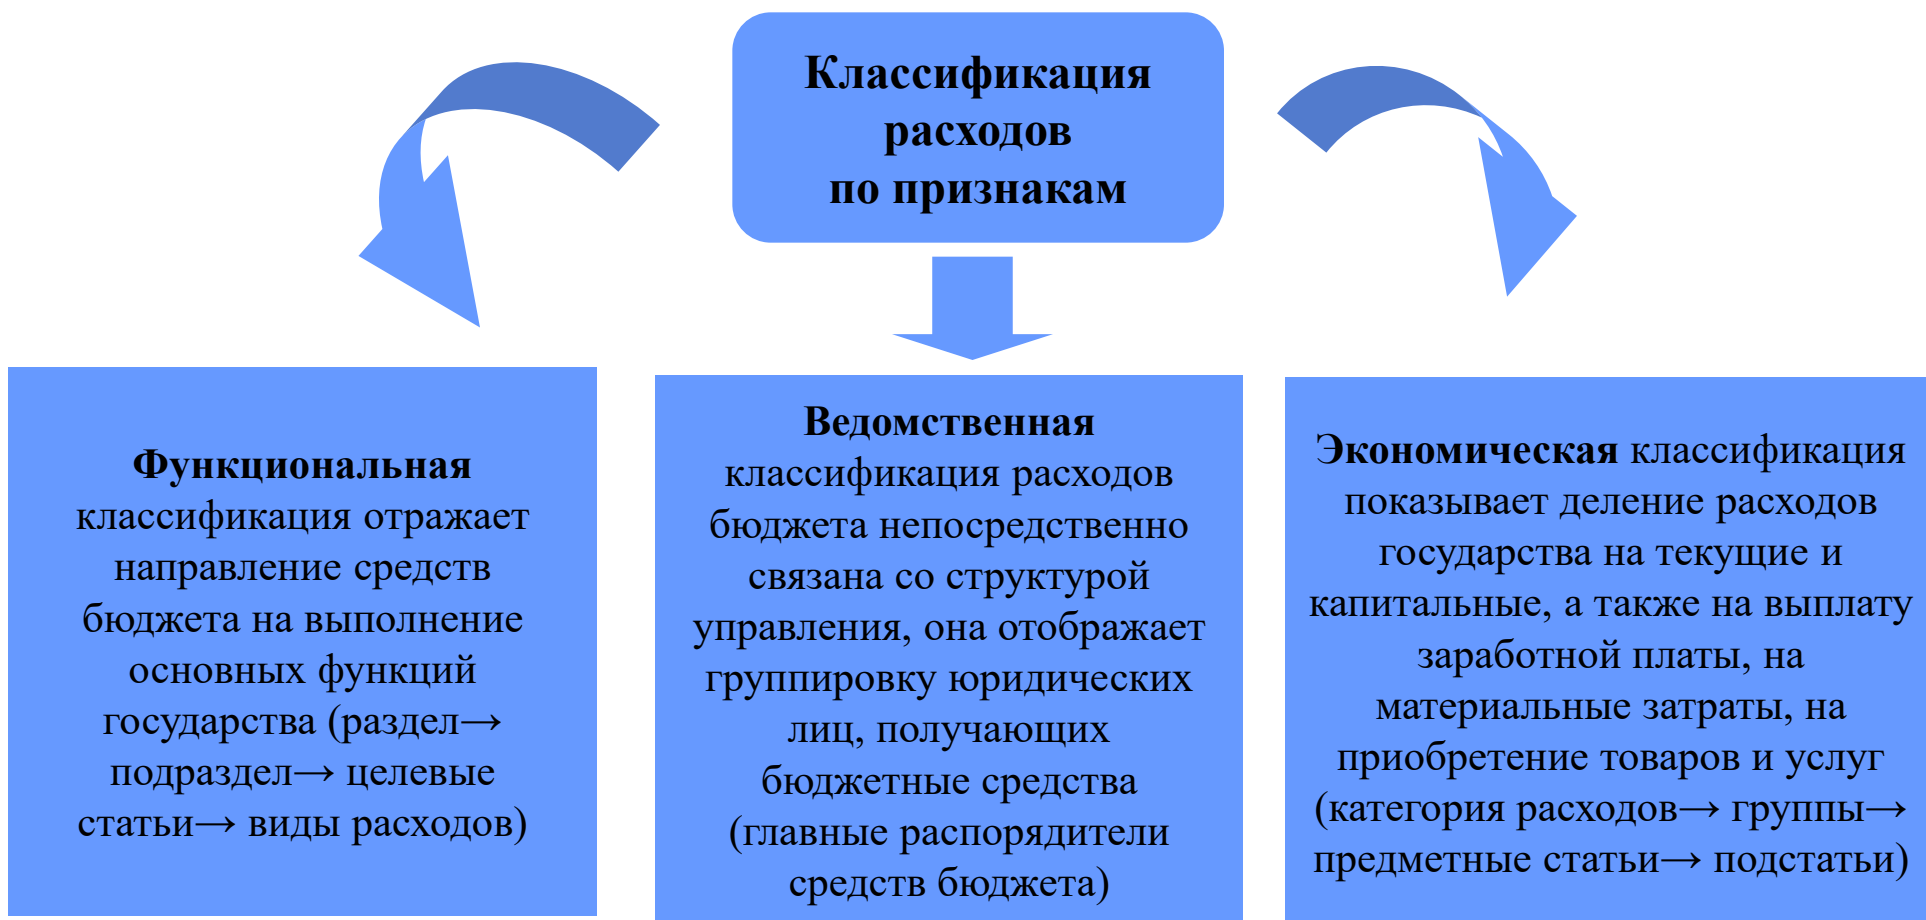 Классификация
расходов
по признакам
Функциональная
классификация отражает
направление средств
бюджета на выполнение
основных функций
государства (раздел→
подраздел→ целевые
статьи→ виды расходов)
Ведомственная
классификация расходов
бюджета непосредственно
связана со структурой
управления, она отображает
группировку юридических
лиц, получающих
бюджетные средства
(главные распорядители
средств бюджета)
Экономическая классификация
показывает деление расходов
государства на текущие и
капитальные, а также на выплату
заработной платы, на
материальные затраты, на
приобретение товаров и услуг
(категория расходов→ группы→
предметные статьи→ подстатьи)